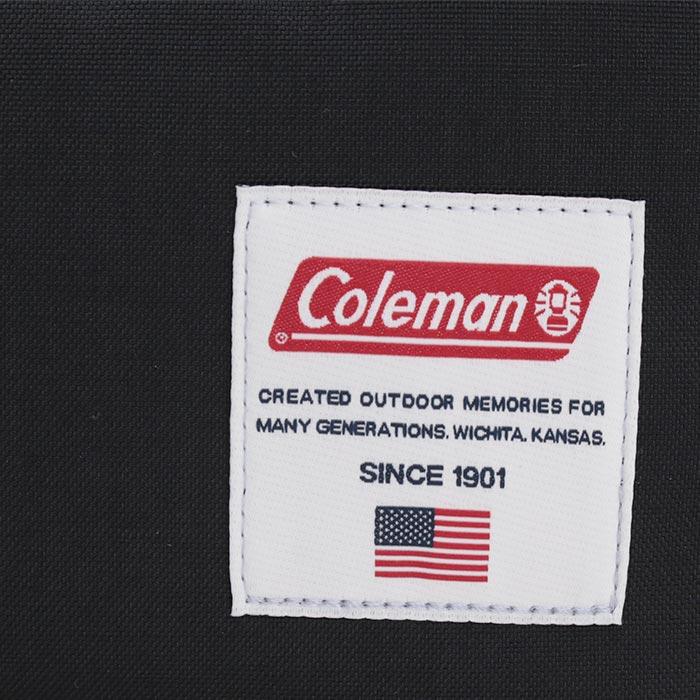 Coleman
CREATED OUTDOOR MEMORIES FOR
MANY GENERATIONS. WICHITA. KANSAS.
SINCE 1901